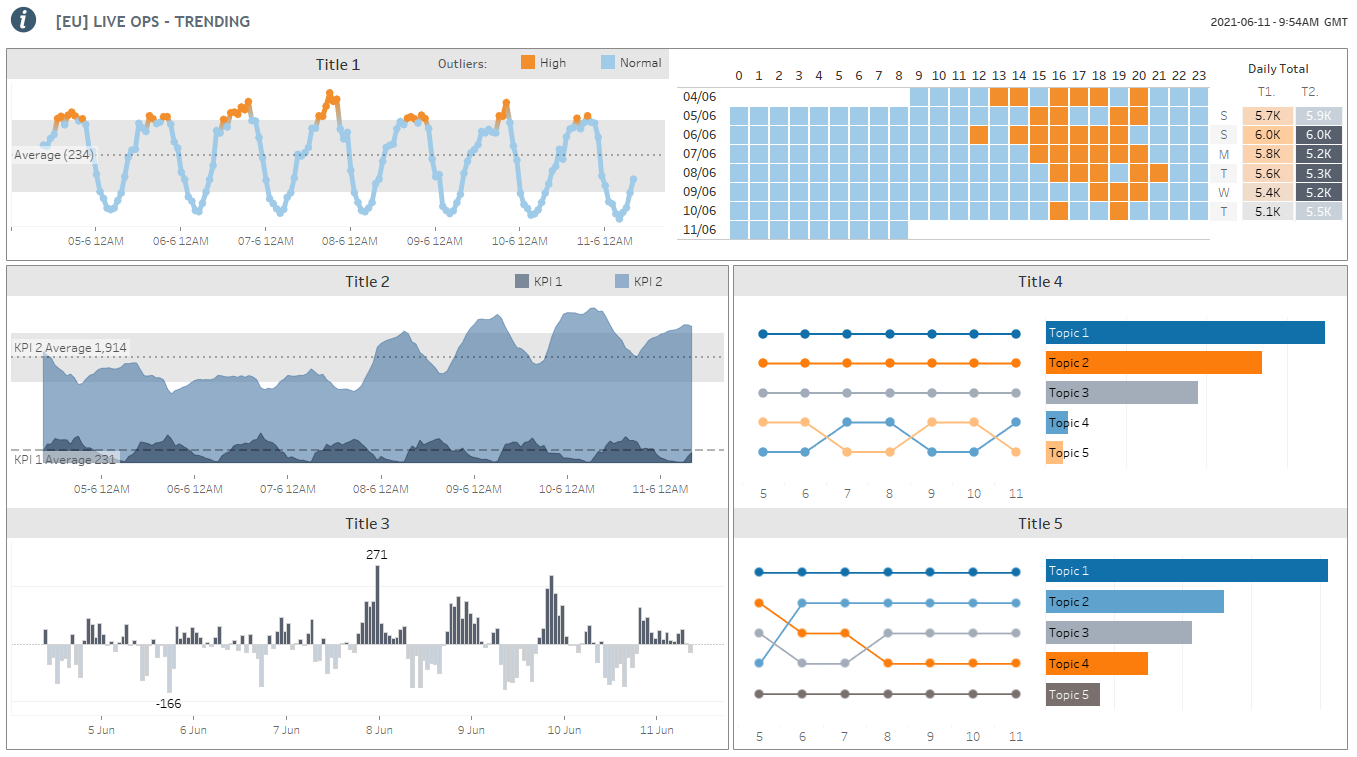 i [EU] LIVE OPS - TRENDING 2021-06-11 - 9:54AM GMT
Title 1 Outliers: High Normal
Average (234)
05-6 12AM 06-6 12AM 07-6 12AM 08-6 12AM 09-6 12AM 10-6 12AM 11-6 12AM
0 1 2 3 4 5 6 7 8 9 10 11 12 13 14 15 16 17 18 19 20 21 22 23
Daily Total
T1. T2.
04/06
05/06 S 5.7K 5.9K
06/06 S 6.0K 6.0K
07/06 M 5.8K 5.2K
08/06 T 5.6K 5.3K
09/06 W 5.4K 5.2K
10/06 T 5.1K 5.5K
11/06
Title 2 KPI 1 KPI 2
KPI 2 Average 1,914
KPI 1 Average 231
05-6 12AM 06-6 12AM 07-6 12AM 08-6 12AM 09-6 12AM 10-6 12AM 11-6 12AM
Title 3
271
-166
5 Jun 6 Jun 7 Jun 8 Jun 9 Jun 10 Jun 11 Jun
Title 4
Topic 1
Topic 2
Topic 3
Topic 4
Topic 5
5 6 7 8 9 10 11
Title 5
Topic 1
Topic 2
Topic 3
Topic 4
Topic 5
5 6 7 8 9 10 11